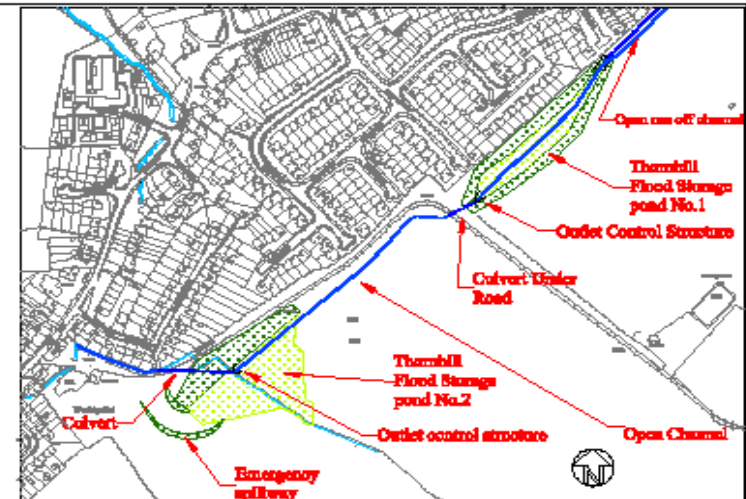 Open run off channel
Thornhill
Flood Storage
pond No.1
Outlet Control Structure
Culvert Under
Road
Thornhill
Flood Storage
pond No.2
Culvert
Outlet control structure
Open Channel
Emergency
spillway
N